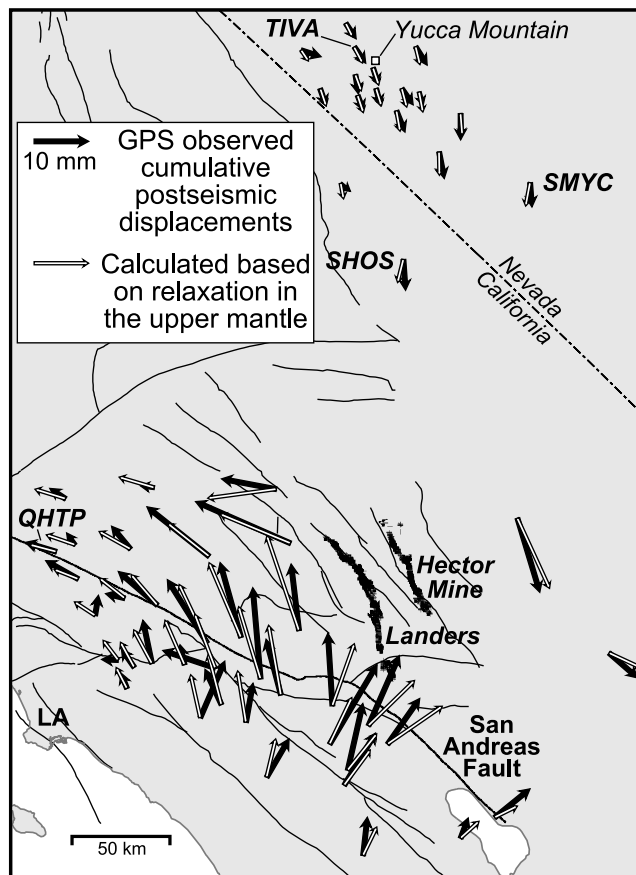 TIVA
Yucca Mountain
GPS observed
10 mm cumulative
postseismic
displacements
Calculated based
on relaxation in
the upper mantle
SMYC
SHOS
Nevada
California
QHTP
Hector
Mine
Landers
LA
San
Andreas
Fault
50 km